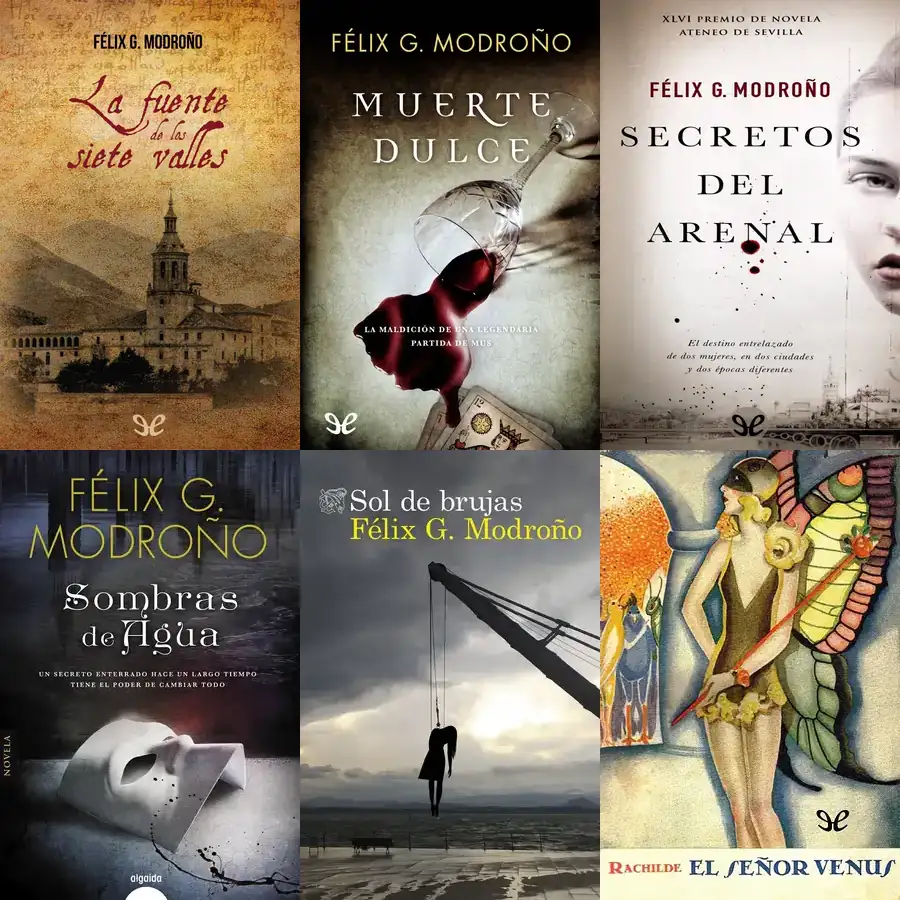 FÉLIX G. MODROÑO
La fuente
de los
siete valles
FÉLIX G. MODROÑO
MUERTE
DULCE
LA MALDICIÓN DE UNA LEGENDARIA
PARTIDA DE MUS
12
XLVI PREMIO DE NOVELA
ATENEO DE SEVILLA
FÉLIX G. MODROÑO
SECRETOS
DEL
ARENAL
El destino entrelazado
de dos mujeres, en dos ciudades
y dos épocas diferentes
FÉLIX G.
MODROÑO
Sombras
de Agua
UN SECRETO ENTERRADO HACE UN LARGO TIEMPO
TIENE EL PODER DE CAMBIAR TODO
NOVELA
algaida
Sol de brujas
Félix G. Modroño
RACHILDE EL SEÑOR VENUS